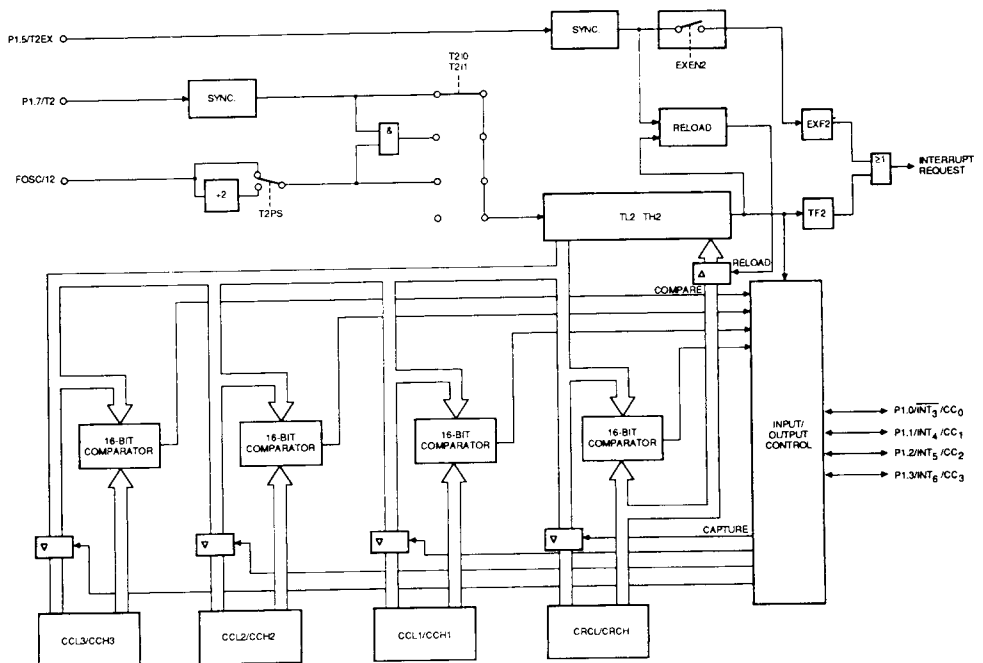 P1.5/T2EX
SYNC.
EXEN2
T2I0
T2I1
P1.7/T2
SYNC.
&
RELOAD
EXF2
≥1
INTERRUPT
REQUEST
FOSC/12
÷2
T2PS
TL2 TH2
TF2
RELOAD
COMPARE
16-BIT
COMPARATOR
16-BIT
COMPARATOR
16-BIT
COMPARATOR
16-BIT
COMPARATOR
INPUT/
OUTPUT
CONTROL
P1.0/INT3/CC0
P1.1/INT4/CC1
P1.2/INT5/CC2
P1.3/INT6/CC3
CAPTURE
CCL3/CCH3
CCL2/CCH2
CCL1/CCH1
CRCL/CRCH